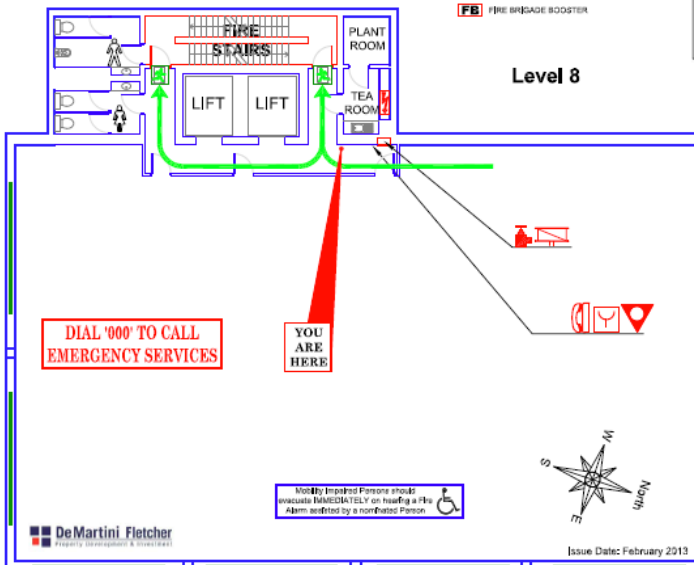 FB FIRE BRIGADE BOOSTER
FIRE
STAIRS
PLANT
ROOM
Level 8
LIFT
LIFT
TEA
ROOM
DIAL '000' TO CALL
EMERGENCY SERVICES
YOU
ARE
HERE
W
S
North
E
Mobility Impaired Persons should
evacuate IMMEDIATELY on hearing a Fire
Alarm assisted by a nominated Person
DeMartini Fletcher
Property Development & Investment
Issue Date: February 2013